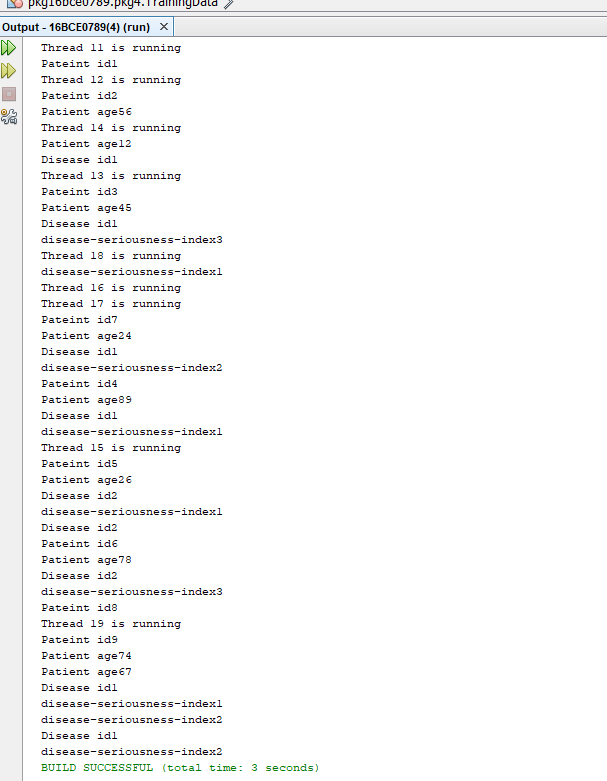 pkg16bce0789.pkg4.TrainingData
Output - 16BCE0789(4) (run)
Thread 11 is running
Pateint id1
Thread 12 is running
Pateint id2
Patient age56
Thread 14 is running
Patient age12
Disease id1
Thread 13 is running
Pateint id3
Patient age45
Disease id1
disease-seriousness-index3
Thread 18 is running
disease-seriousness-index1
Thread 16 is running
Thread 17 is running
Pateint id7
Patient age24
Disease id1
disease-seriousness-index2
Pateint id4
Patient age89
Disease id1
disease-seriousness-index1
Thread 15 is running
Pateint id5
Patient age26
Disease id2
disease-seriousness-index1
Disease id2
Pateint id6
Patient age78
Disease id2
disease-seriousness-index3
Pateint id8
Thread 19 is running
Pateint id9
Patient age74
Patient age67
Disease id1
disease-seriousness-index1
disease-seriousness-index2
Disease id1
disease-seriousness-index2
BUILD SUCCESSFUL (total time: 3 seconds)